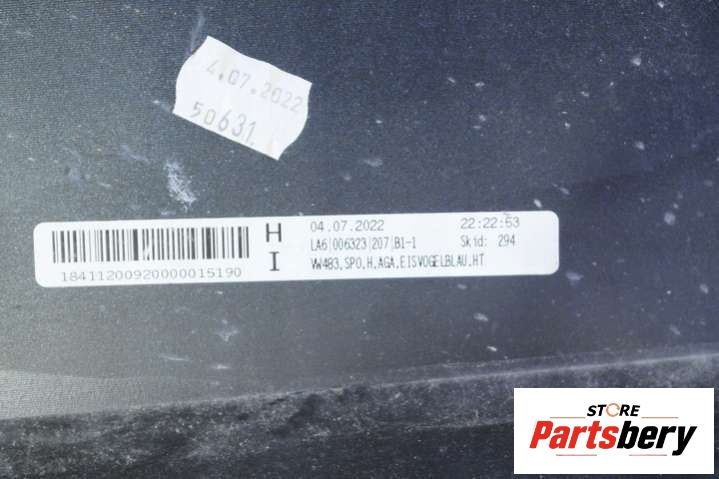 4.07.2022
50631
H
I
04.07.2022 22:22:53
LA6|006323|207|B1-1 Skid: 294
VW483,SPO,H,AGA,EISVOGELBLAU,HT
18411200920000015190
STORE
Partsbery